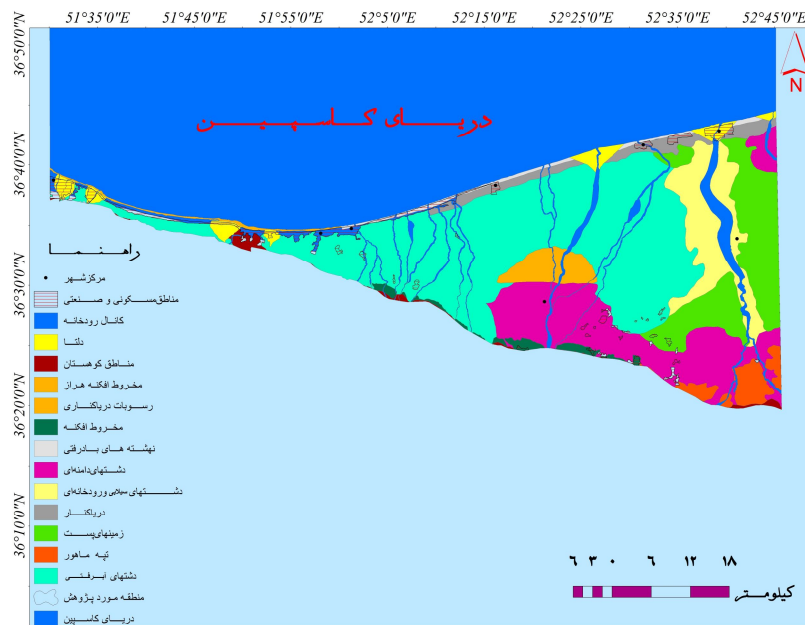 51°35'0"E 51°45'0"E 51°55'0"E 52°5'0"E 52°15'0"E 52°25'0"E 52°35'0"E 52°45'0"E
36°50'0"N
36°40'0"N
36°30'0"N
36°20'0"N
36°10'0"N
N
دریای کاسپین
راهنما
مرکزشهر
مناطق مسکونی و صنعتی
کانال رودخانه
دلتا
مناطق کوهستان
مخروط افکنه هراز
رسوبات دریاکناری
مخروط افکنه
نهشته های بادرفتی
دشتهای دامنه‌ای
دشتهای سیلابی ورودخانه‌ای
دریاکنار
زمینهای پست
تپه ماهور
دشتهای آبرفتی
منطقه مورد پژوهش
دریای کاسپین
۶ ۳ ۰ ۶ ۱۲ ۱۸
کیلومتر